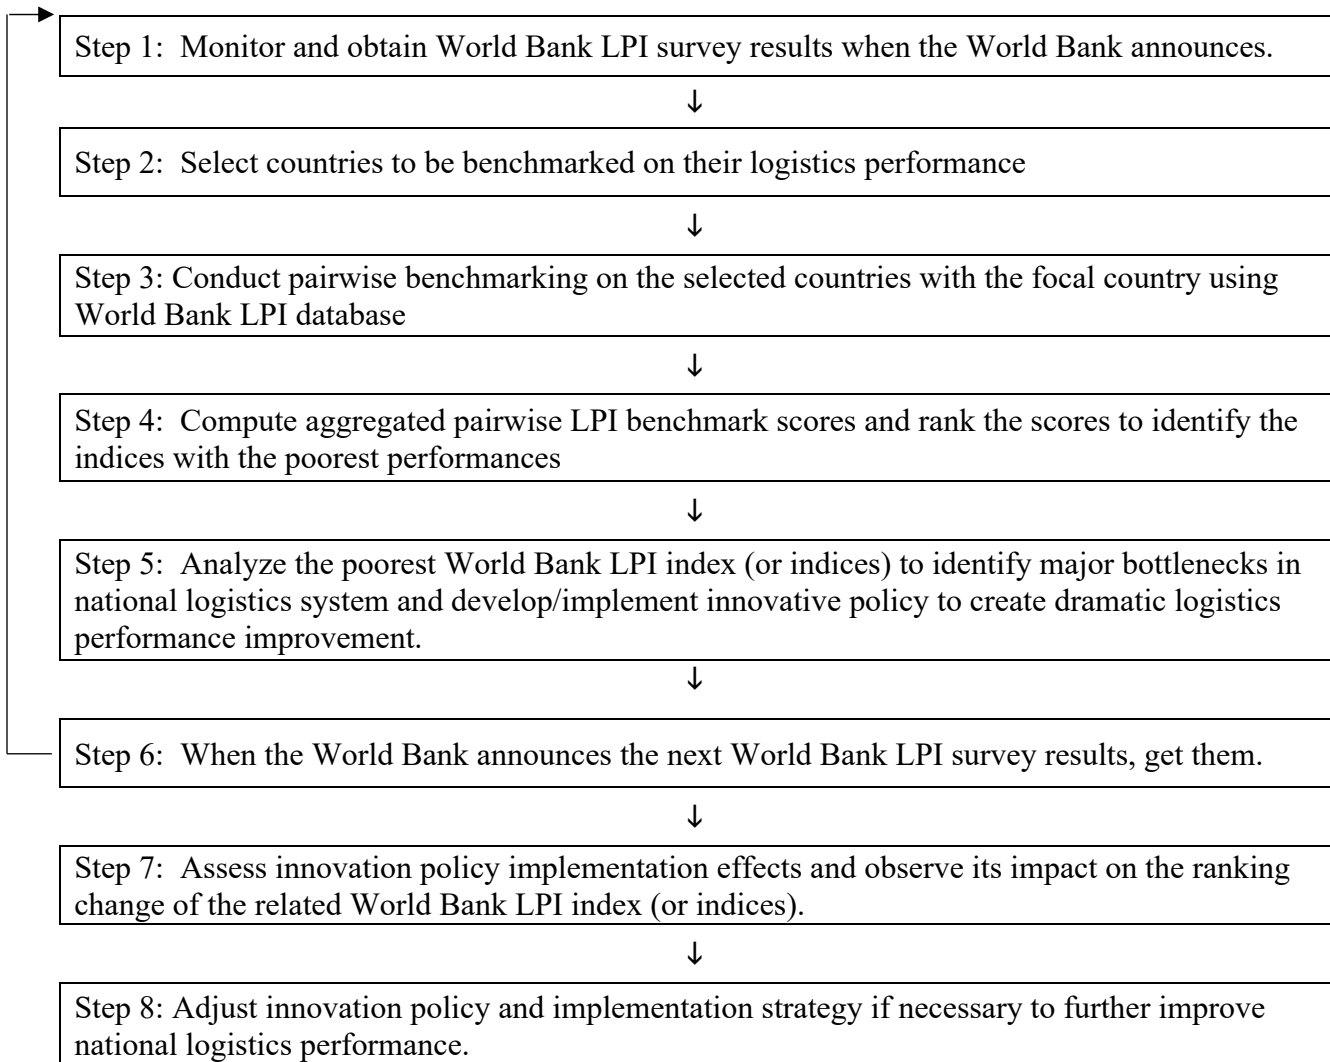 Step 1:  Monitor and obtain World Bank LPI survey results when the World Bank announces.
↓
Step 2:  Select countries to be benchmarked on their logistics performance
↓
Step 3: Conduct pairwise benchmarking on the selected countries with the focal country using
World Bank LPI database
↓
Step 4:  Compute aggregated pairwise LPI benchmark scores and rank the scores to identify the
indices with the poorest performances
↓
Step 5:  Analyze the poorest World Bank LPI index (or indices) to identify major bottlenecks in
national logistics system and develop/implement innovative policy to create dramatic logistics
performance improvement.
↓
Step 6:  When the World Bank announces the next World Bank LPI survey results, get them.
↓
Step 7:  Assess innovation policy implementation effects and observe its impact on the ranking
change of the related World Bank LPI index (or indices).
↓
Step 8: Adjust innovation policy and implementation strategy if necessary to further improve
national logistics performance.